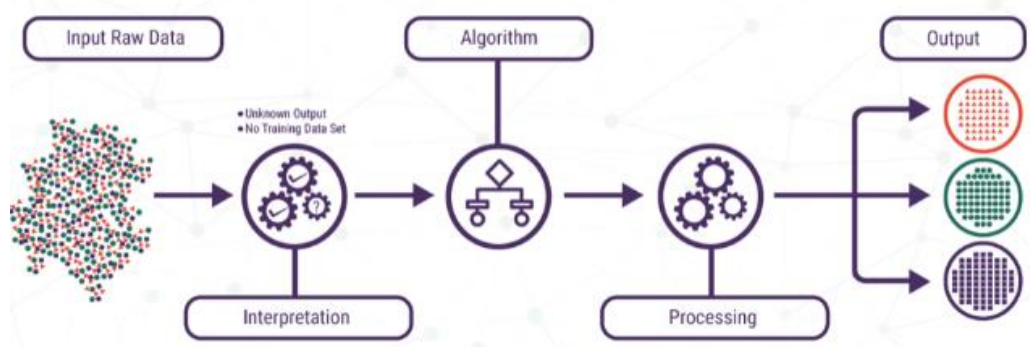 Input Raw Data
Algorithm
Output
• Unknown Output
• No Training Data Set
?
Interpretation
Processing